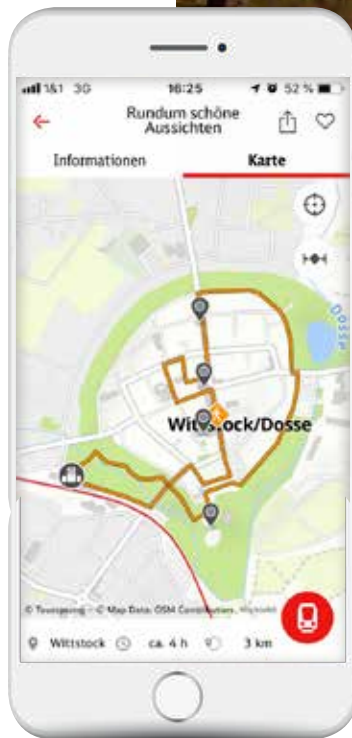 1&1 3G 16:25 52 %
Rundum schöne
Aussichten
Informationen Karte
Dosse
Wittstock/Dosse
© Map Data: OSM Contributors,
Wittstock ca. 4 h 3 km